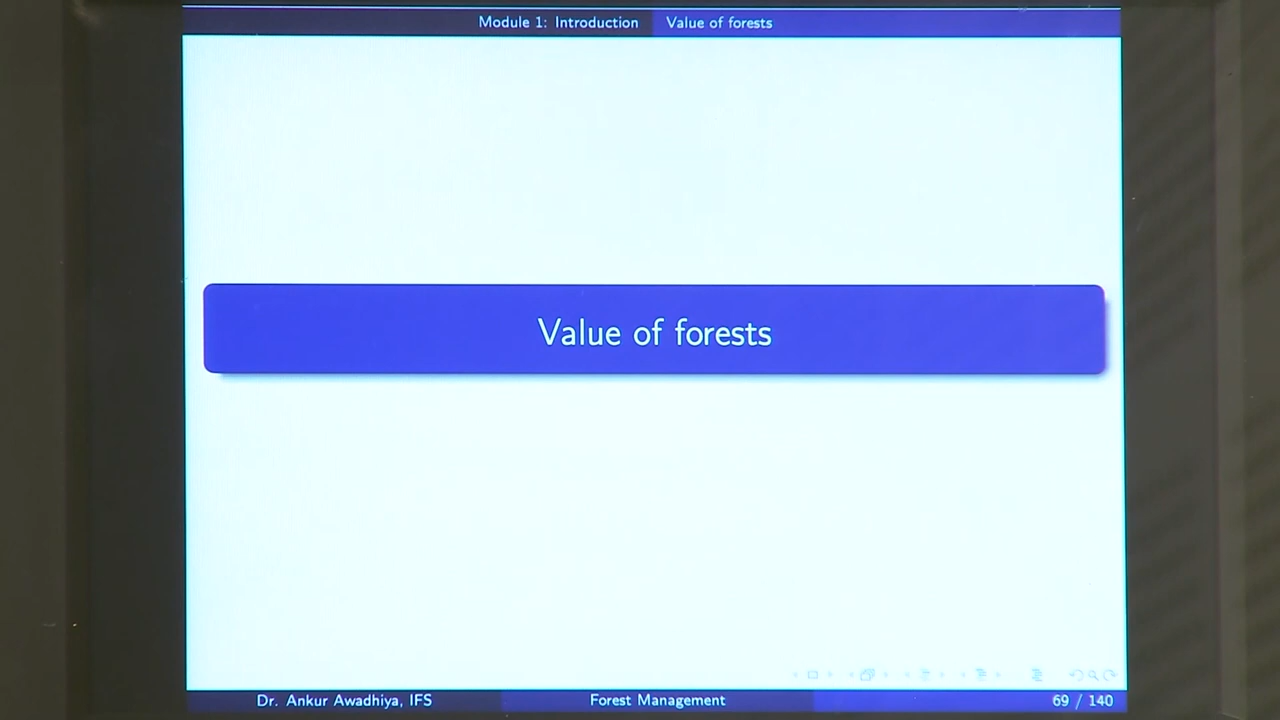 Module 1: Introduction Value of forests
Value of forests
Dr. Ankur Awadhiya, IFS Forest Management 69 / 140